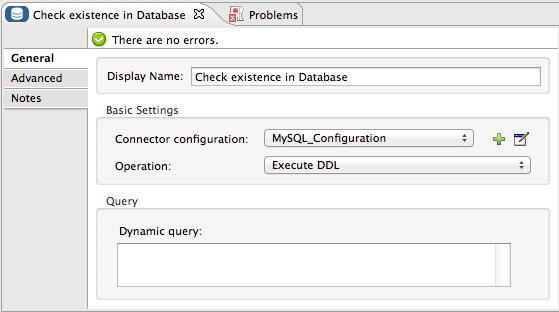 Check existence in Database Problems
There are no errors.
General
Advanced
Notes
Display Name: Check existence in Database
Basic Settings
Connector configuration: MySQL_Configuration
Operation: Execute DDL
Query
Dynamic query: